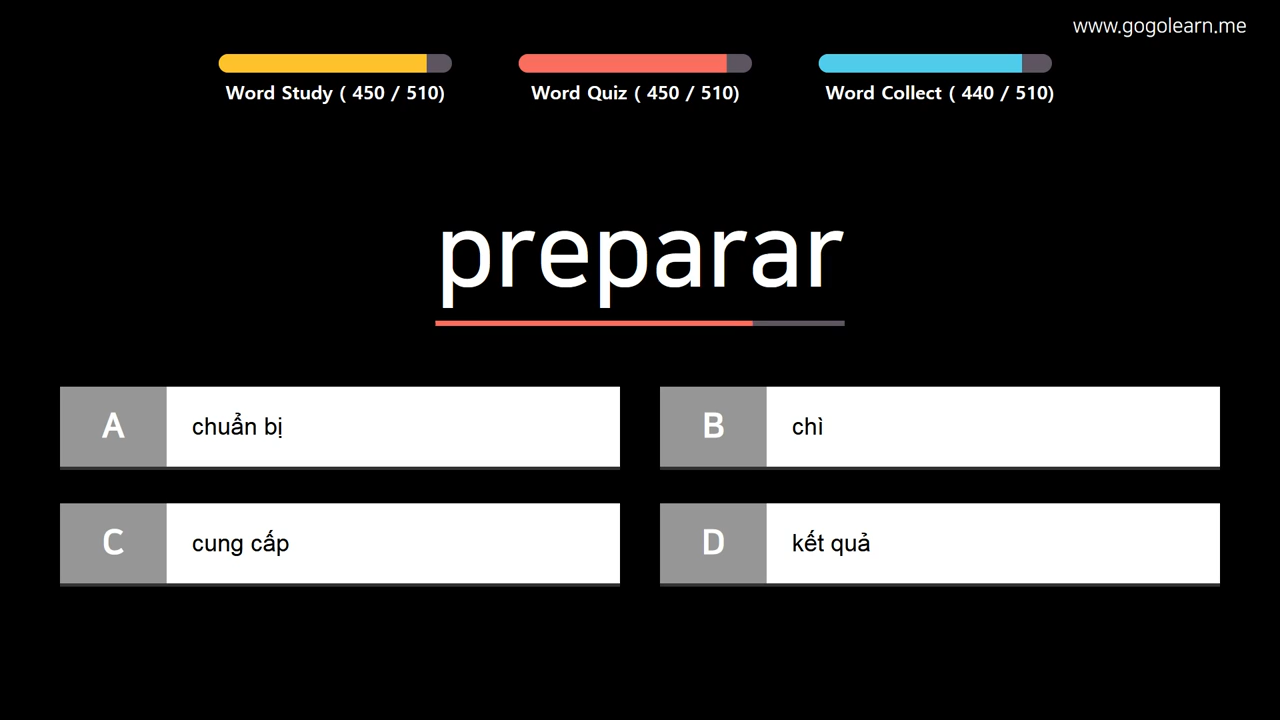 www.gogolearn.me
Word Study ( 450 / 510)
Word Quiz ( 450 / 510)
Word Collect ( 440 / 510)
preparar
A chuẩn bị
B chì
C cung cấp
D kết quả